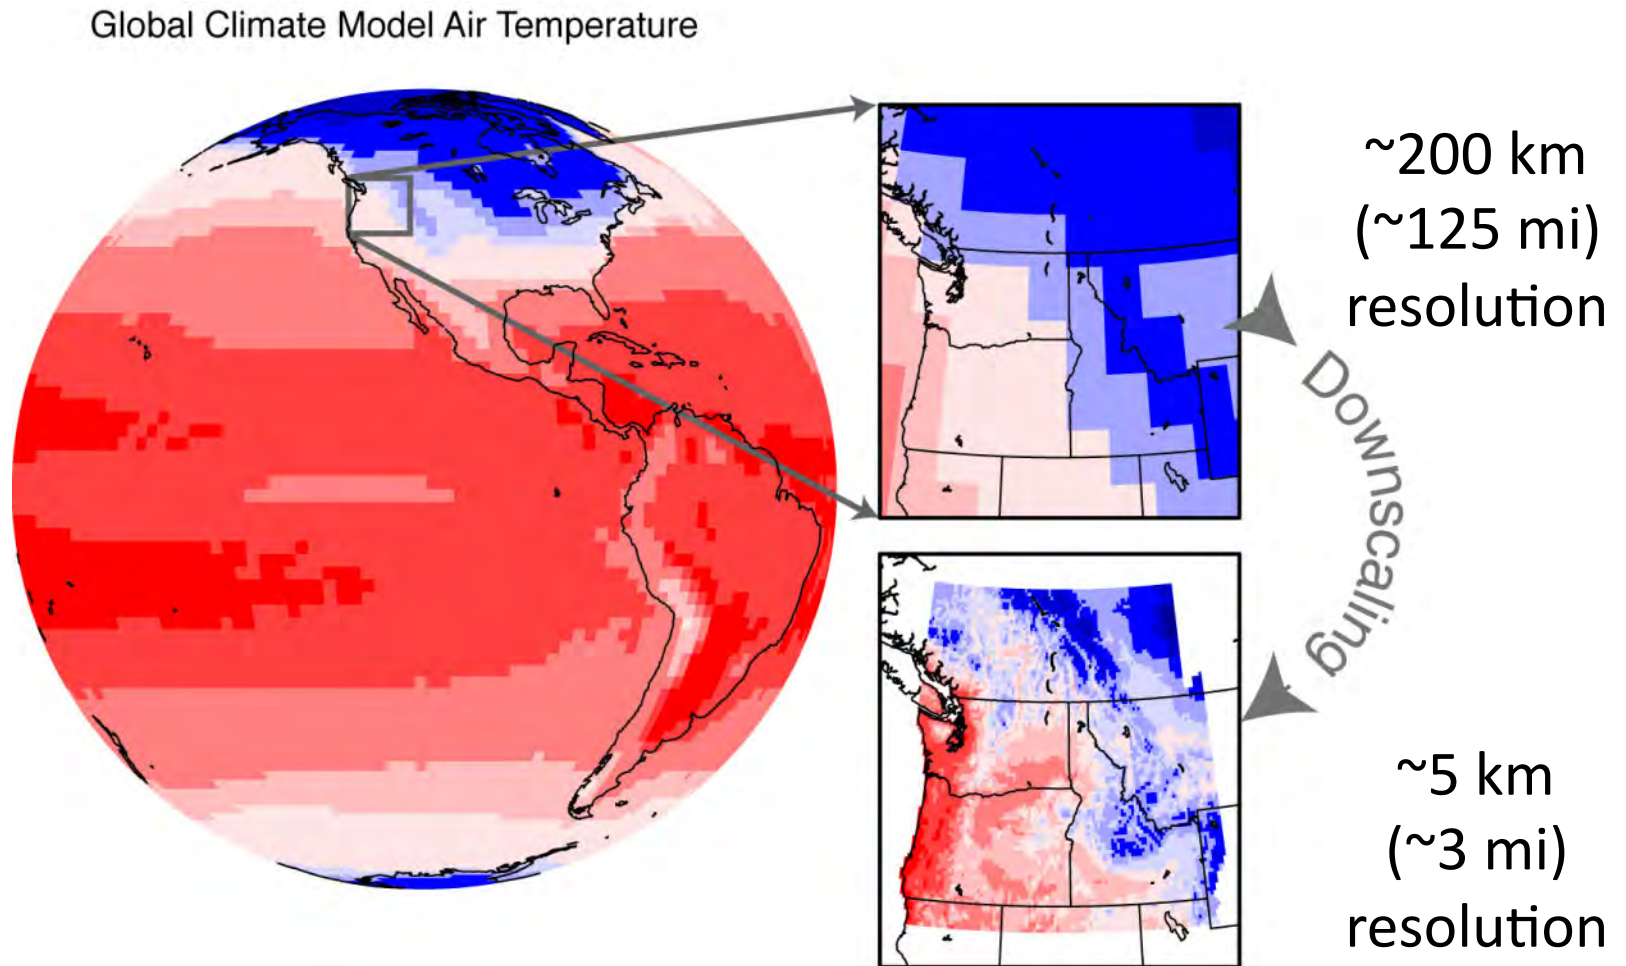 Global Climate Model Air Temperature
~200 km
(~125 mi)
resolution
Downscaling
~5 km
(~3 mi)
resolution